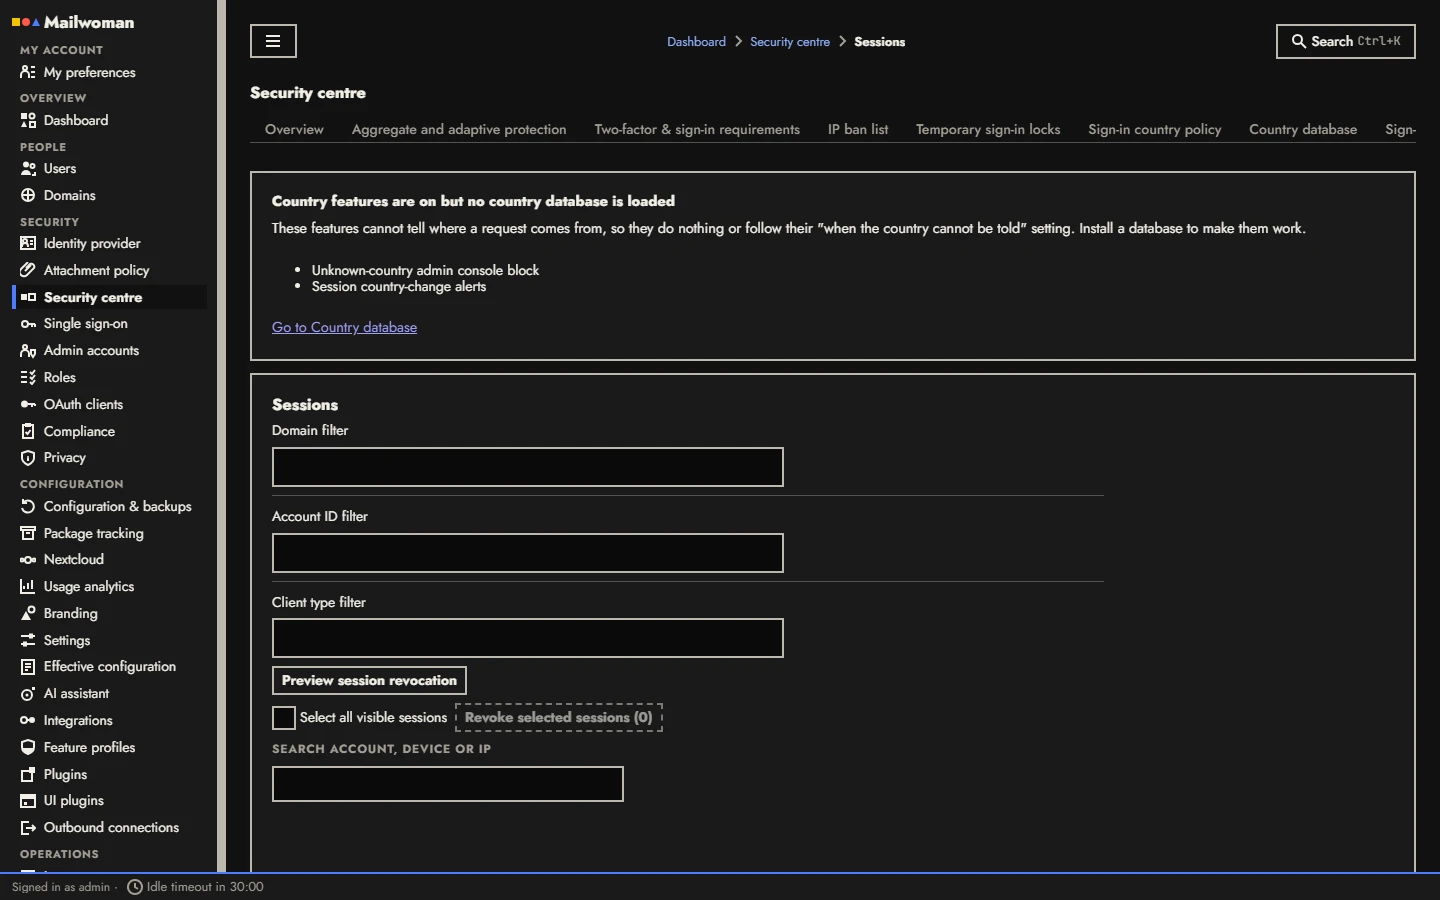 Mailwoman
MY ACCOUNT
My preferences
OVERVIEW
Dashboard
PEOPLE
Users
Domains
SECURITY
Identity provider
Attachment policy
Security centre
Single sign-on
Admin accounts
Roles
OAuth clients
Compliance
Privacy
CONFIGURATION
Configuration & backups
Package tracking
Nextcloud
Usage analytics
Branding
Settings
Effective configuration
AI assistant
Integrations
Feature profiles
Plugins
UI plugins
Outbound connections
OPERATIONS
Dashboard Security centre Sessions
Search Ctrl+K
Security centre
Overview Aggregate and adaptive protection Two-factor & sign-in requirements IP ban list Temporary sign-in locks Sign-in country policy Country database Sign-
Country features are on but no country database is loaded
These features cannot tell where a request comes from, so they do nothing or follow their "when the country cannot be told" setting. Install a database to make them work.
• Unknown-country admin console block
• Session country-change alerts
Go to Country database
Sessions
Domain filter
Account ID filter
Client type filter
Preview session revocation
Select all visible sessions Revoke selected sessions (0)
SEARCH ACCOUNT, DEVICE OR IP
Signed in as admin · Idle timeout in 30:00